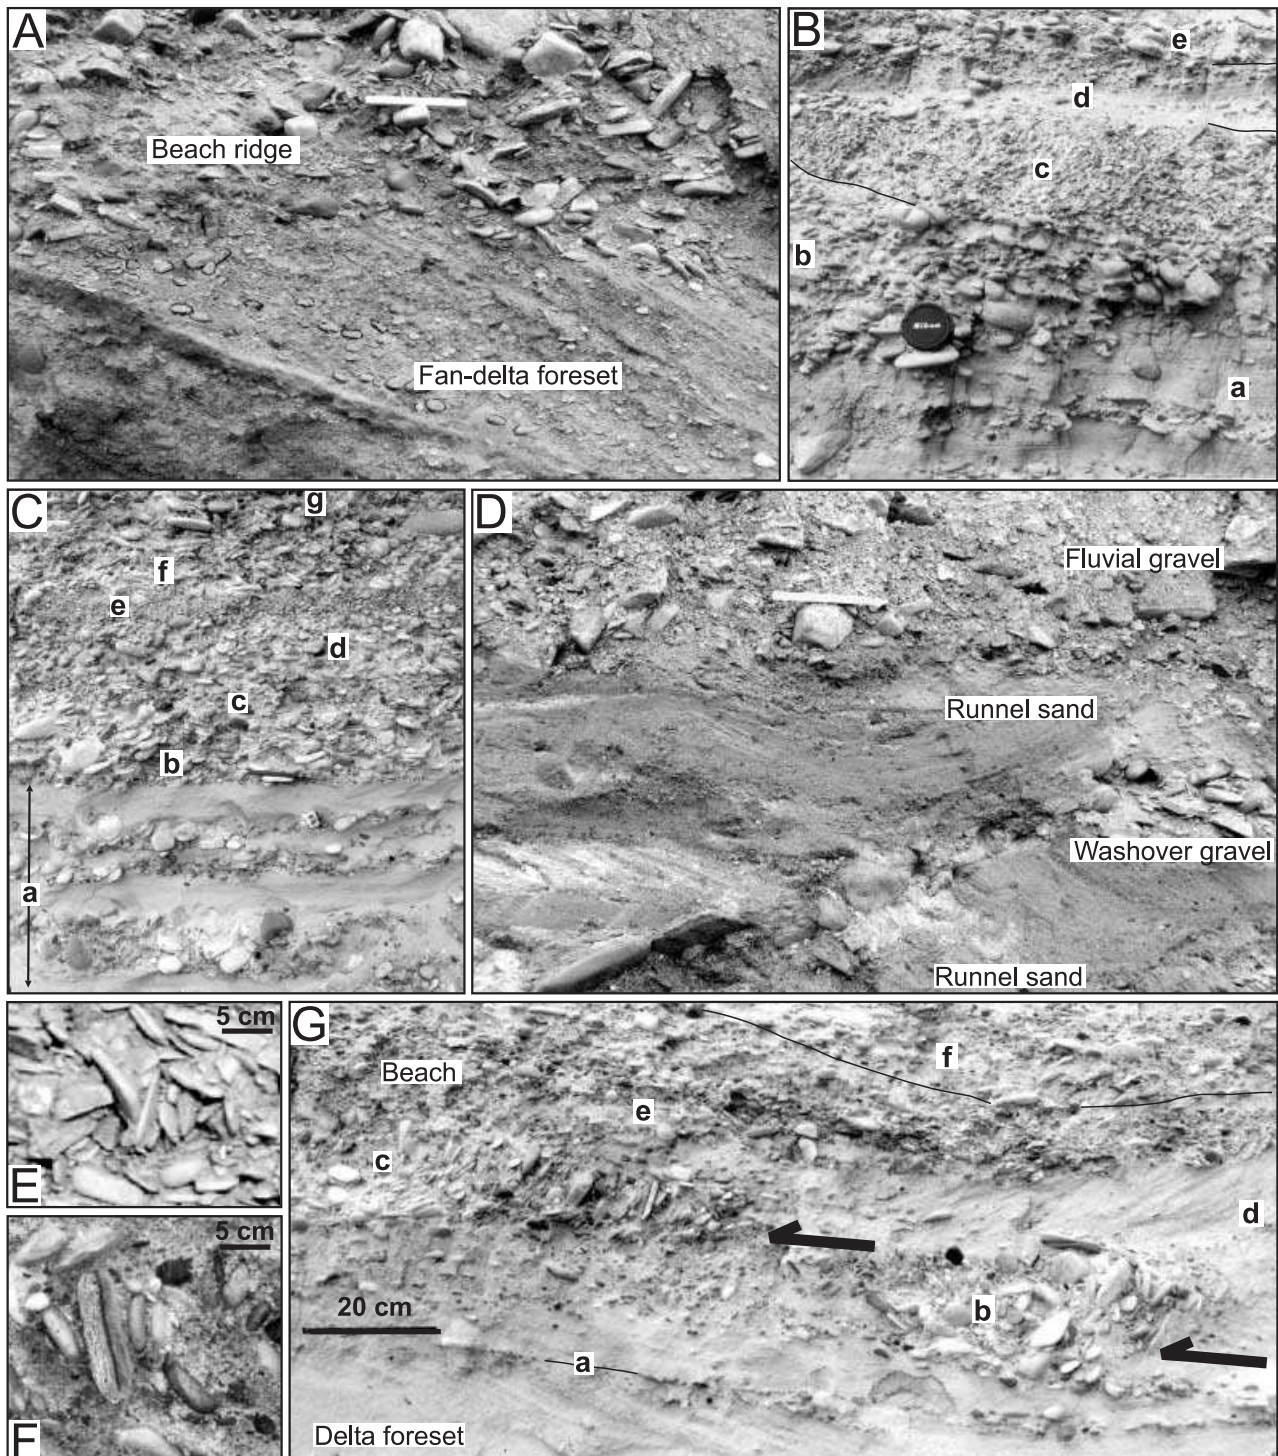 A
Beach ridge
Fan-delta foreset
B
e
d
c
b
Nikon
a
C
g
f
e
d
c
b
a
D
Fluvial gravel
Runnel sand
Washover gravel
Runnel sand
5 cm
E
5 cm
F
G
f
Beach
e
c
d
b
20 cm
a
Delta foreset